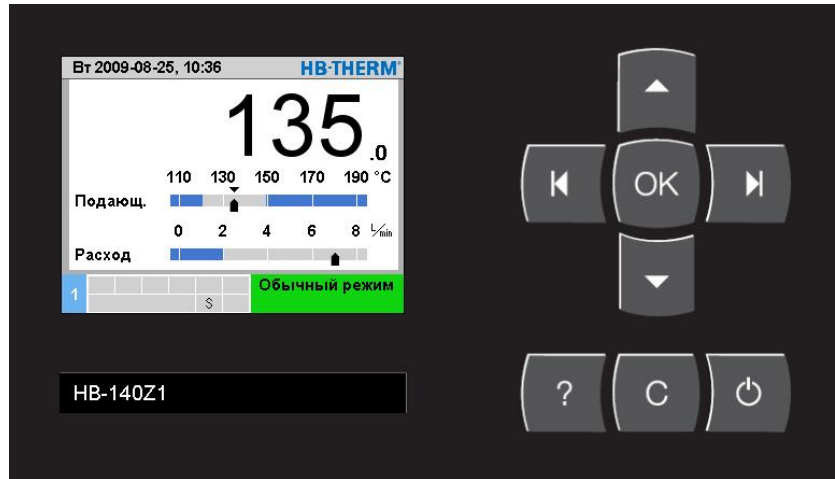 Вт 2009-08-25, 10:36 HB-THERM®
135.0
110 130 150 170 190 °C
Подающ.
0 2 4 6 8 L/min
Расход
1 S Обычный режим
HB-140Z1
OK
? C